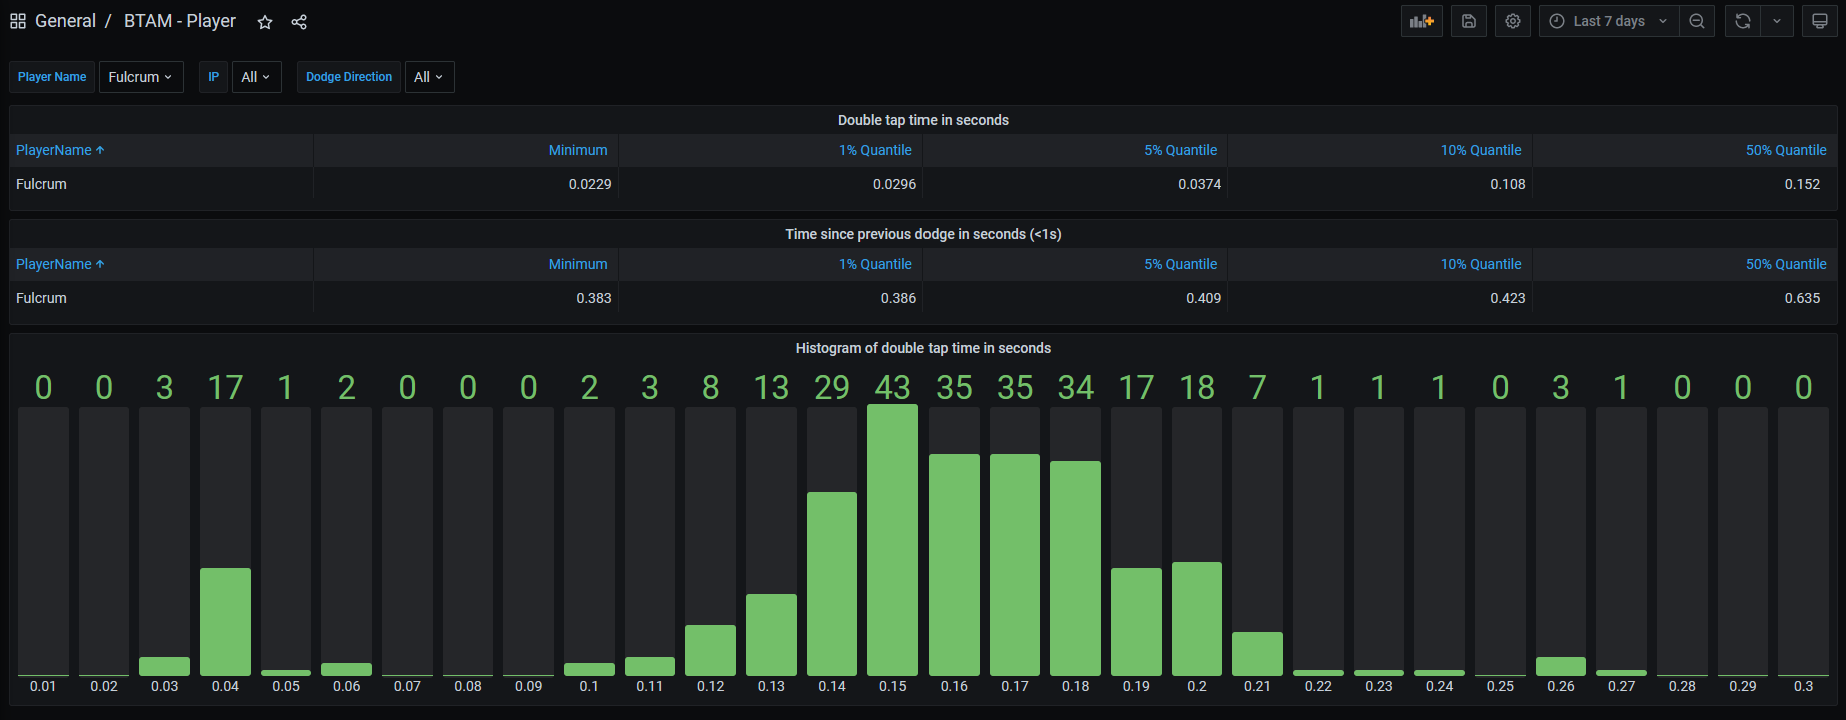 General / BTAM - Player
Last 7 days
Player Name Fulcrum IP All Dodge Direction All
Double tap time in seconds
PlayerName Minimum 1% Quantile 5% Quantile 10% Quantile 50% Quantile
Fulcrum 0.0229 0.0296 0.0374 0.108 0.152
Time since previous dodge in seconds (<1s)
PlayerName Minimum 1% Quantile 5% Quantile 10% Quantile 50% Quantile
Fulcrum 0.383 0.386 0.409 0.423 0.635
Histogram of double tap time in seconds
0 0 3 17 1 2 0 0 0 2 3 8 13 29 43 35 35 34 17 18 7 1 1 1 0 3 1 0 0 0
0.01 0.02 0.03 0.04 0.05 0.06 0.07 0.08 0.09 0.1 0.11 0.12 0.13 0.14 0.15 0.16 0.17 0.18 0.19 0.2 0.21 0.22 0.23 0.24 0.25 0.26 0.27 0.28 0.29 0.3